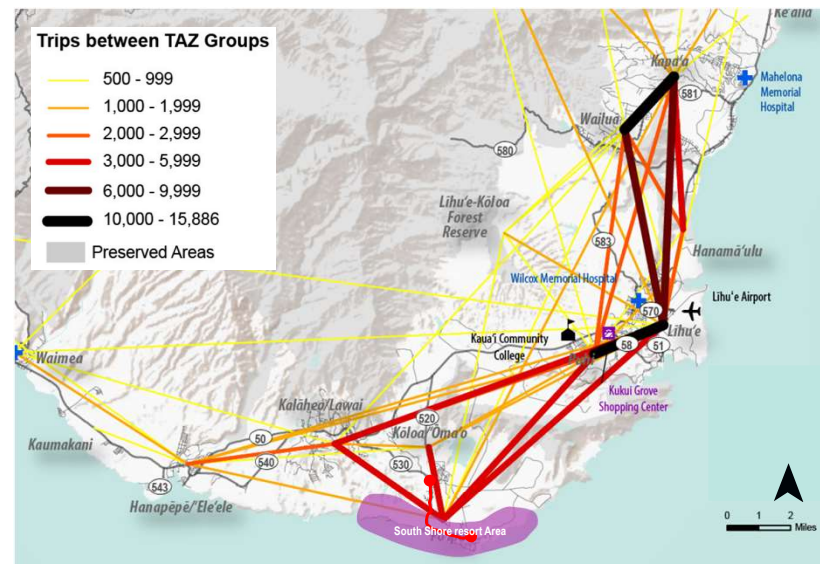 Trips between TAZ Groups
500 - 999
1,000 - 1,999
2,000 - 2,999
3,000 - 5,999
6,000 - 9,999
10,000 - 15,886
Preserved Areas
Keālia
Kapa'a
581
Mahelona
Memorial
Hospital
Wailua
580
Līhu'e-Kōloa
Forest
Reserve
583
Hanamā'ulu
Wilcox Memorial Hospital
570
Līhu'e Airport
Līhu'e
Kaua'i Community
College
58
51
Kukui Grove
Shopping Center
Waimea
Kalāheo/Lawai
520
Kōloa/'Ōma'o
50
540
530
Kaumakani
543
Hanapēpē/'Ele'ele
South Shore resort Area
0 1 2
Miles